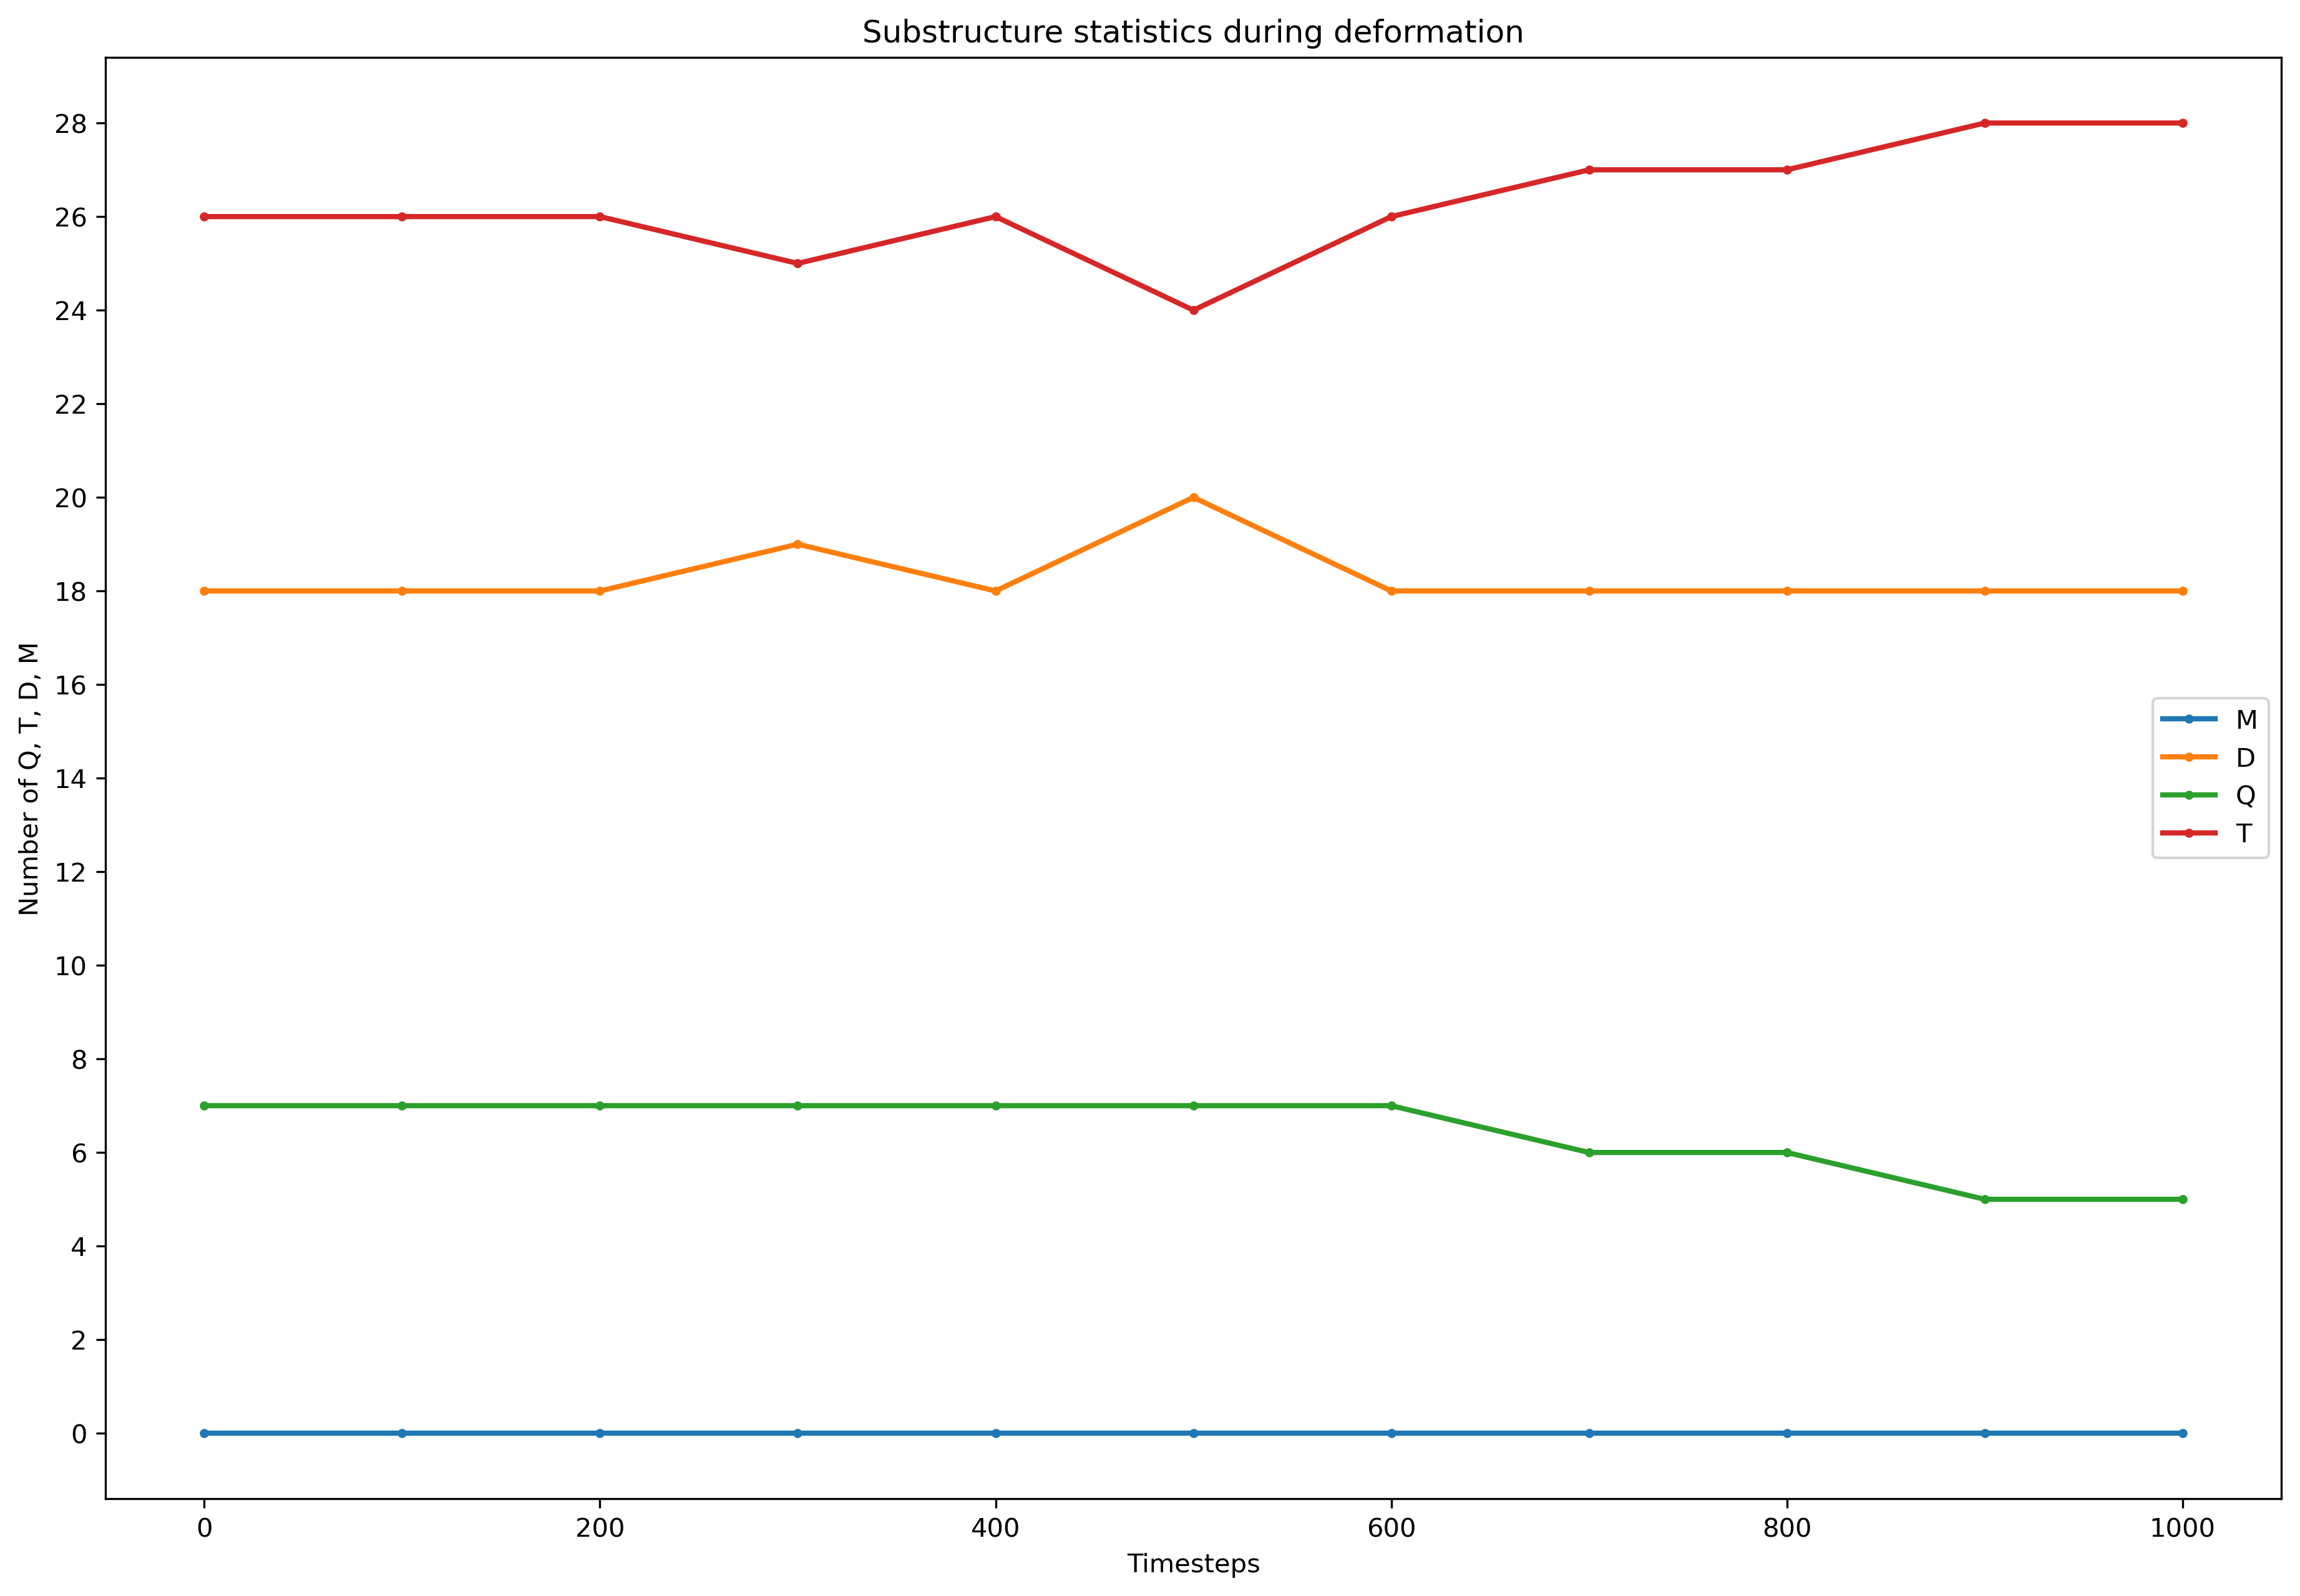 Substructure statistics during deformation
Number of Q, T, D, M
28
26
24
22
20
18
16
14
12
10
8
6
4
2
0
M
D
Q
T
0 200 400 600 800 1000
Timesteps